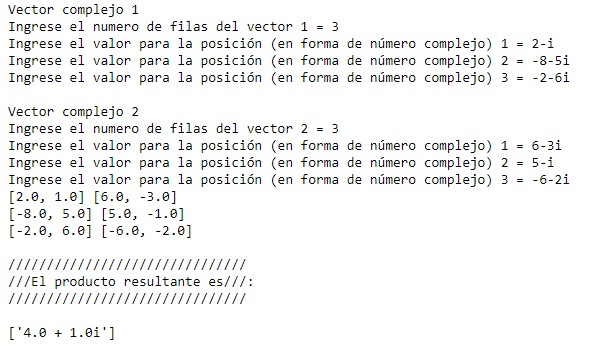 Vector complejo 1
Ingrese el numero de filas del vector 1 = 3
Ingrese el valor para la posición (en forma de número complejo) 1 = 2-i
Ingrese el valor para la posición (en forma de número complejo) 2 = -8-5i
Ingrese el valor para la posición (en forma de número complejo) 3 = -2-6i
Vector complejo 2
Ingrese el numero de filas del vector 2 = 3
Ingrese el valor para la posición (en forma de número complejo) 1 = 6-3i
Ingrese el valor para la posición (en forma de número complejo) 2 = 5-i
Ingrese el valor para la posición (en forma de número complejo) 3 = -6-2i
[2.0, 1.0] [6.0, -3.0]
[-8.0, 5.0] [5.0, -1.0]
[-2.0, 6.0] [-6.0, -2.0]
///////////////////////////////
///El producto resultante es///:
///////////////////////////////
['4.0 + 1.0i']